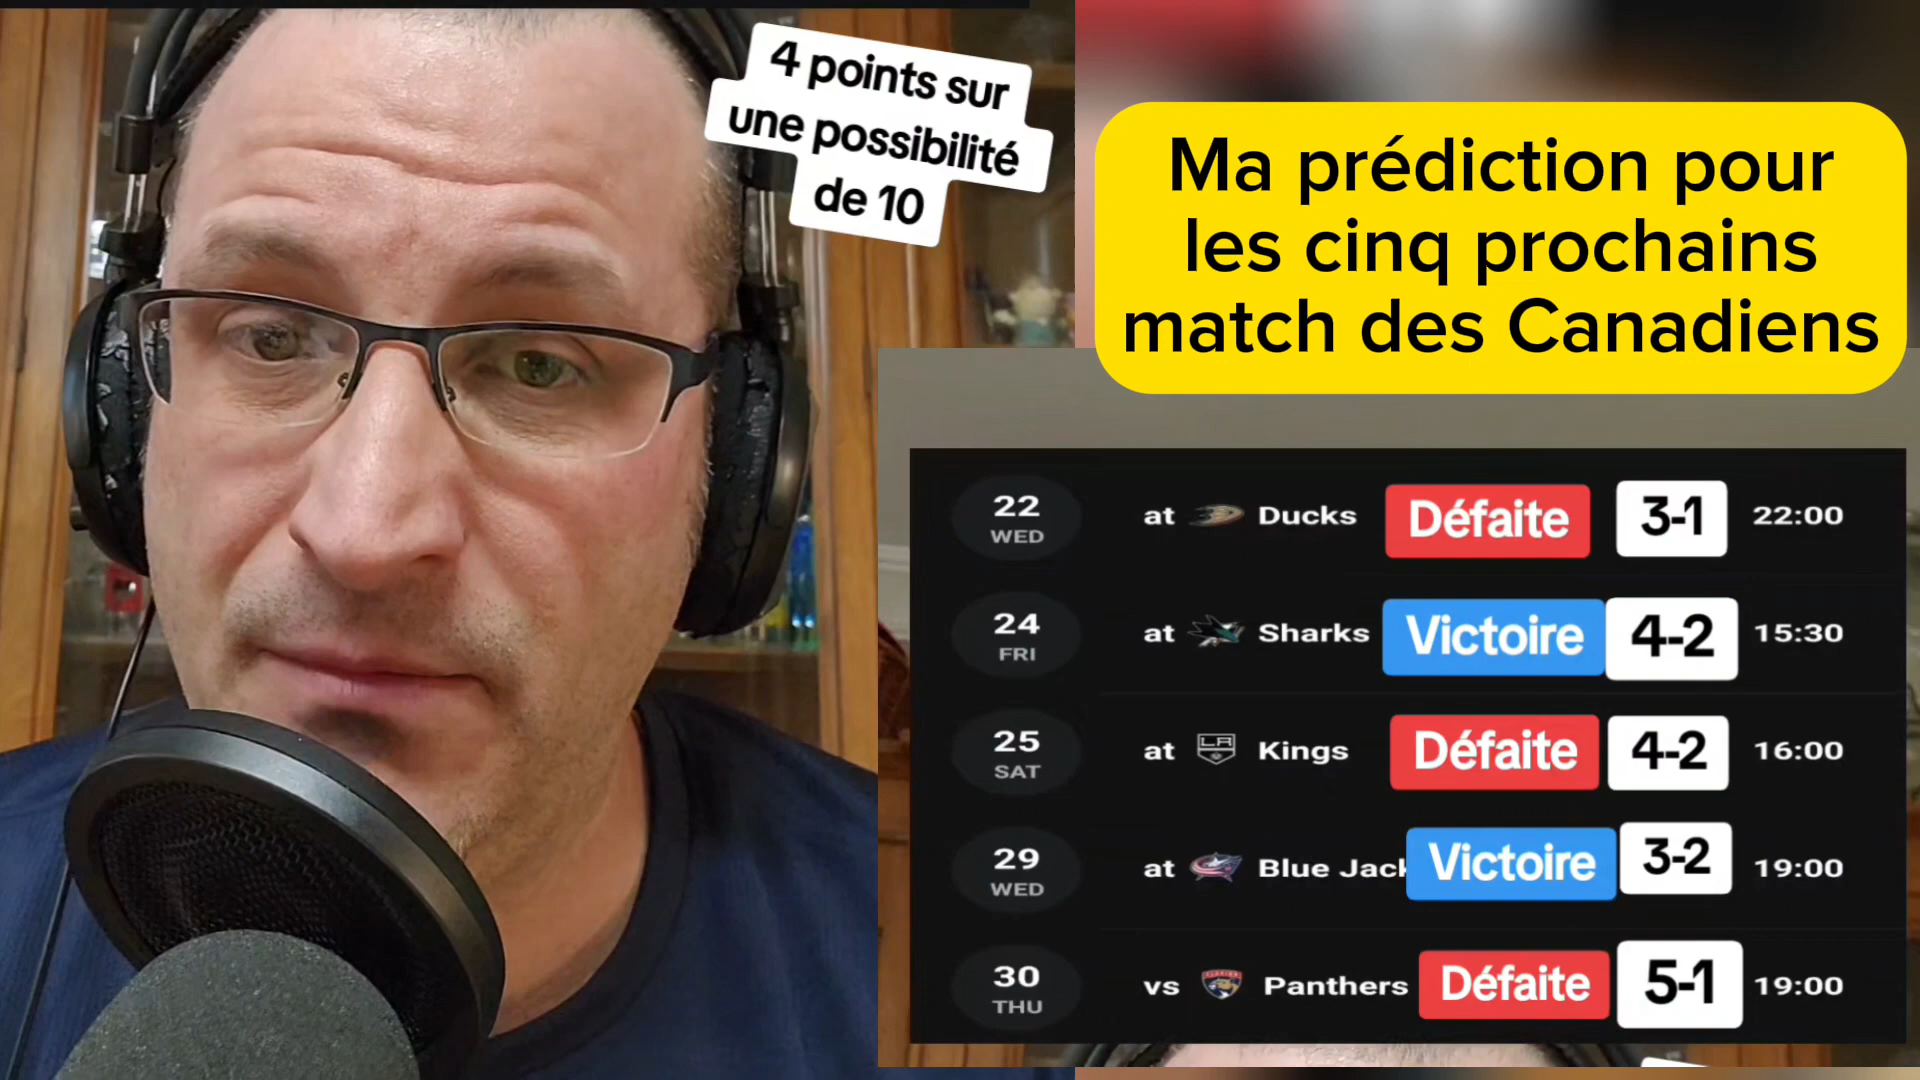 4 points sur
une possibilité
de 10
Ma prédiction pour
les cinq prochains
match des Canadiens
22 WED at Ducks Défaite 3-1 22:00
24 FRI at Sharks Victoire 4-2 15:30
25 SAT at LA Kings Défaite 4-2 16:00
29 WED at Blue Jack Victoire 3-2 19:00
30 THU vs Panthers Défaite 5-1 19:00